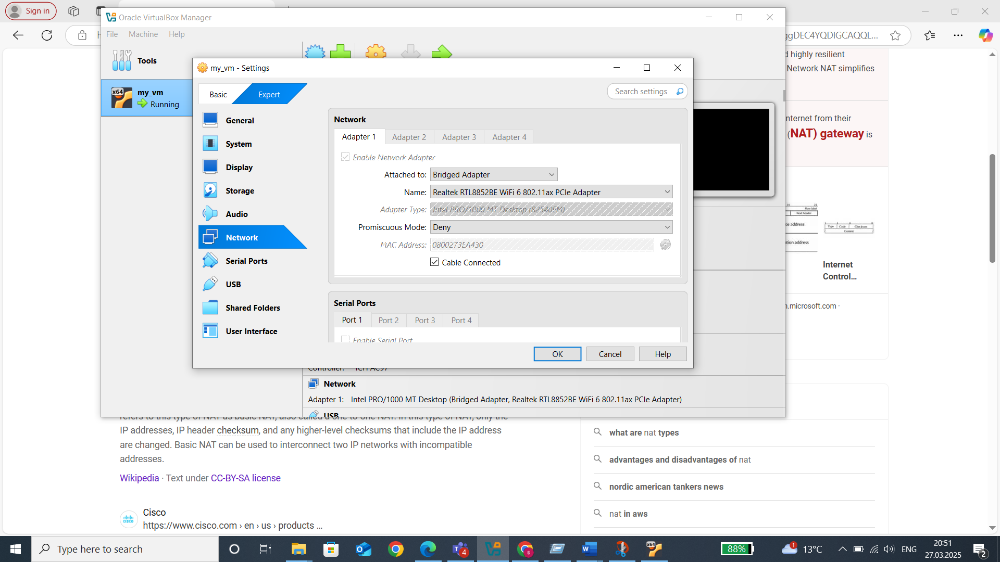 Sign in
Oracle VirtualBox Manager
File Machine Help
ggDEC4YQDIGCAQQL...
Tools
my_vm
Running
x64
my_vm - Settings
Basic Expert
Search settings
General
System
Display
Storage
Audio
Network
Serial Ports
USB
Shared Folders
User Interface
Network
Adapter 1 Adapter 2 Adapter 3 Adapter 4
Enable Network Adapter
Attached to: Bridged Adapter
Name: Realtek RTL8852BE WiFi 6 802.11ax PCIe Adapter
Adapter Type: Intel PRO/1000 MT Desktop (82540EM)
Promiscuous Mode: Deny
MAC Address: 0800273EA430
Cable Connected
Serial Ports
Port 1 Port 2 Port 3 Port 4
Enable Serial Port
OK Cancel Help
Controller: ICH AC97
Network
Adapter 1: Intel PRO/1000 MT Desktop (Bridged Adapter, Realtek RTL8852BE WiFi 6 802.11ax PCIe Adapter)
USB
d highly resilient
Network NAT simplifies
nternet from their
(NAT) gateway is
Type Code Checksum
Content
Internet
Control...
n.microsoft.com ·
refers to this type of NAT as basic NAT, also called a one-to-one NAT. In this type of NAT, only the
IP addresses, IP header checksum, and any higher-level checksums that include the IP address
are changed. Basic NAT can be used to interconnect two IP networks with incompatible
addresses.
Wikipedia · Text under CC-BY-SA license
Cisco
https://www.cisco.com › en › us › products ...
what are nat types
advantages and disadvantages of nat
nordic american tankers news
nat in aws
Type here to search
4
x64
88%
1
13°C
ENG
20:51
27.03.2025
2